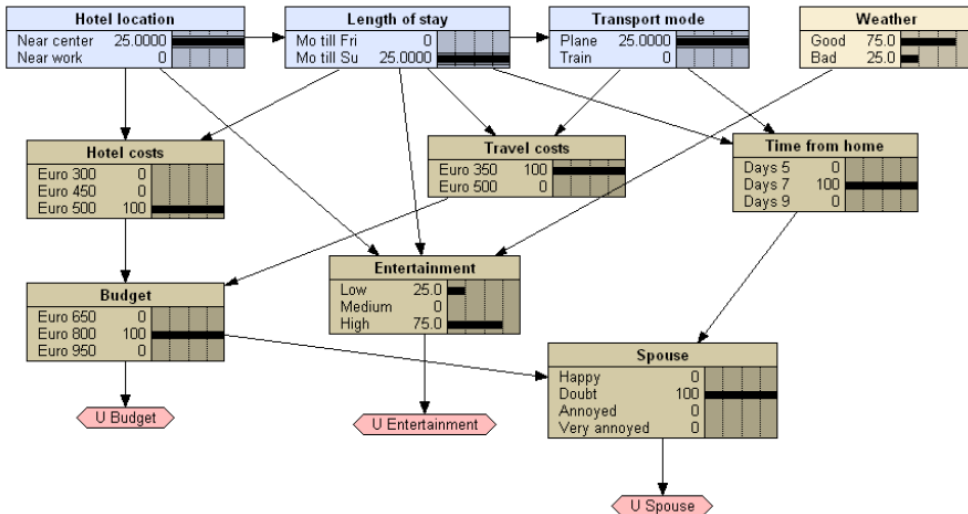 Hotel location
Near center 25.0000
Near work 0
Length of stay
Mo till Fri 0
Mo till Su 25.0000
Transport mode
Plane 25.0000
Train 0
Weather
Good 75.0
Bad 25.0
Hotel costs
Euro 300 0
Euro 450 0
Euro 500 100
Travel costs
Euro 350 100
Euro 500 0
Time from home
Days 5 0
Days 7 100
Days 9 0
Budget
Euro 650 0
Euro 800 100
Euro 950 0
Entertainment
Low 25.0
Medium 0
High 75.0
Spouse
Happy 0
Doubt 100
Annoyed 0
Very annoyed 0
U Budget
U Entertainment
U Spouse